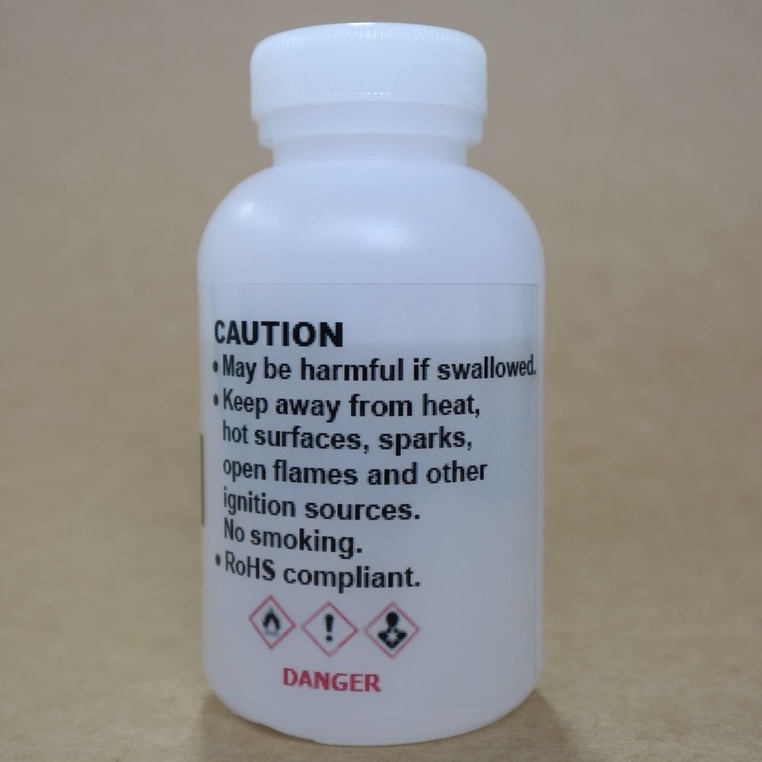 CAUTION
• May be harmful if swallowed.
• Keep away from heat,
hot surfaces, sparks,
open flames and other
ignition sources.
No smoking.
• RoHS compliant.
!
DANGER